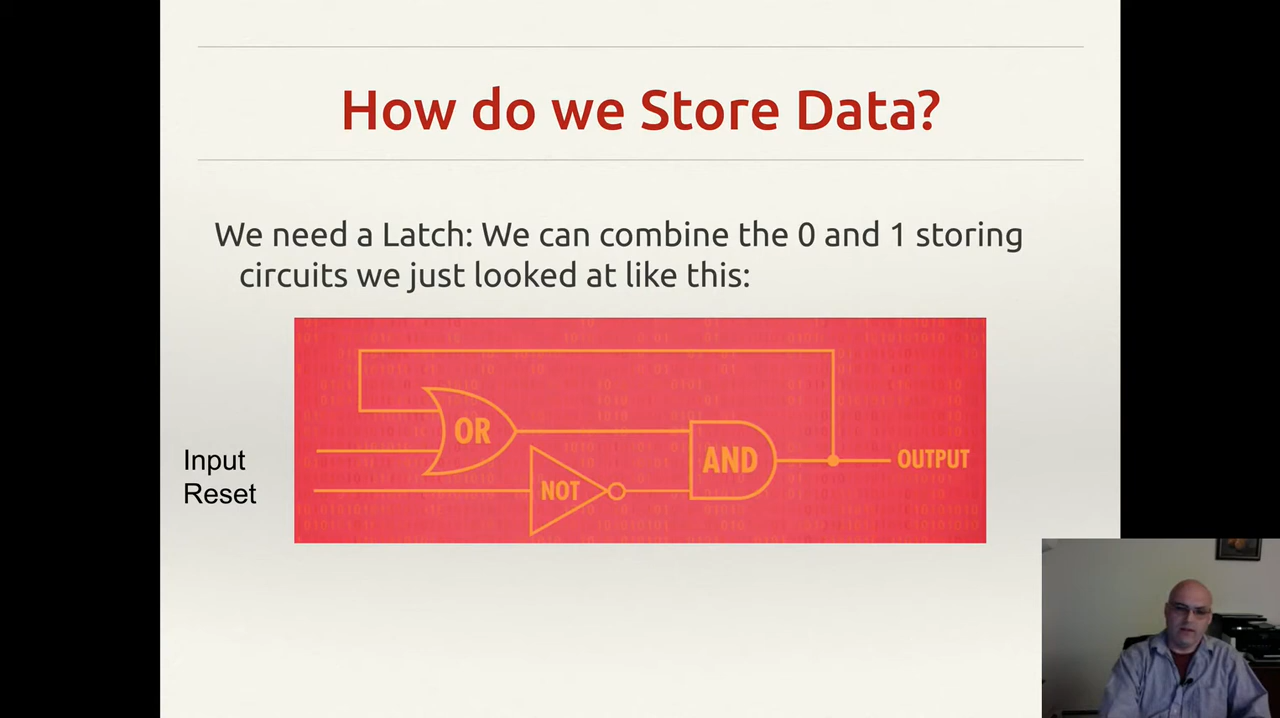 How do we Store Data?
We need a Latch: We can combine the 0 and 1 storing
circuits we just looked at like this:
OR
Input
AND
OUTPUT
Reset
NOT